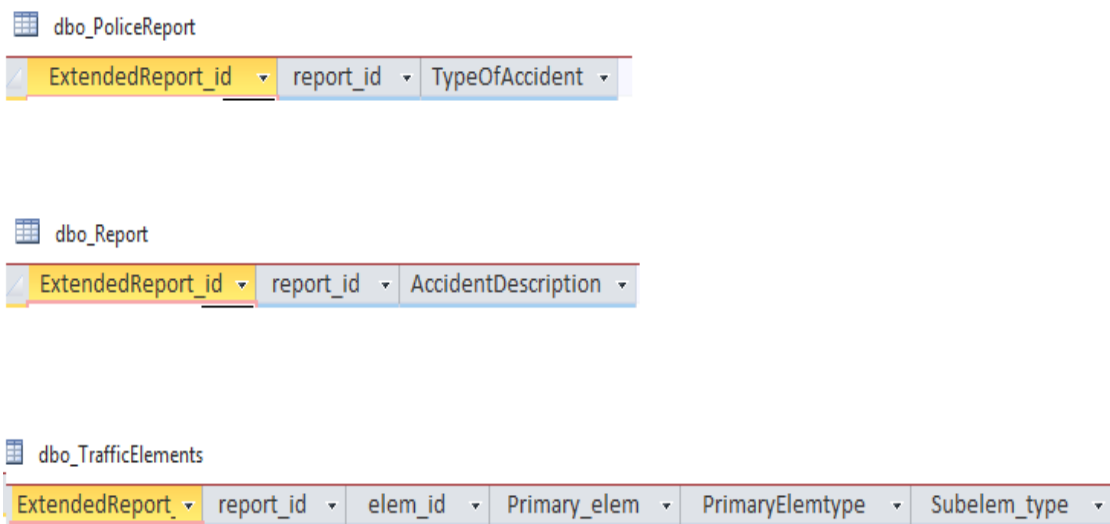 dbo_PoliceReport
ExtendedReport_id report_id TypeOfAccident
dbo_Report
ExtendedReport_id report_id AccidentDescription
dbo_TrafficElements
ExtendedReport_ report_id elem_id Primary_elem PrimaryElemtype Subelem_type